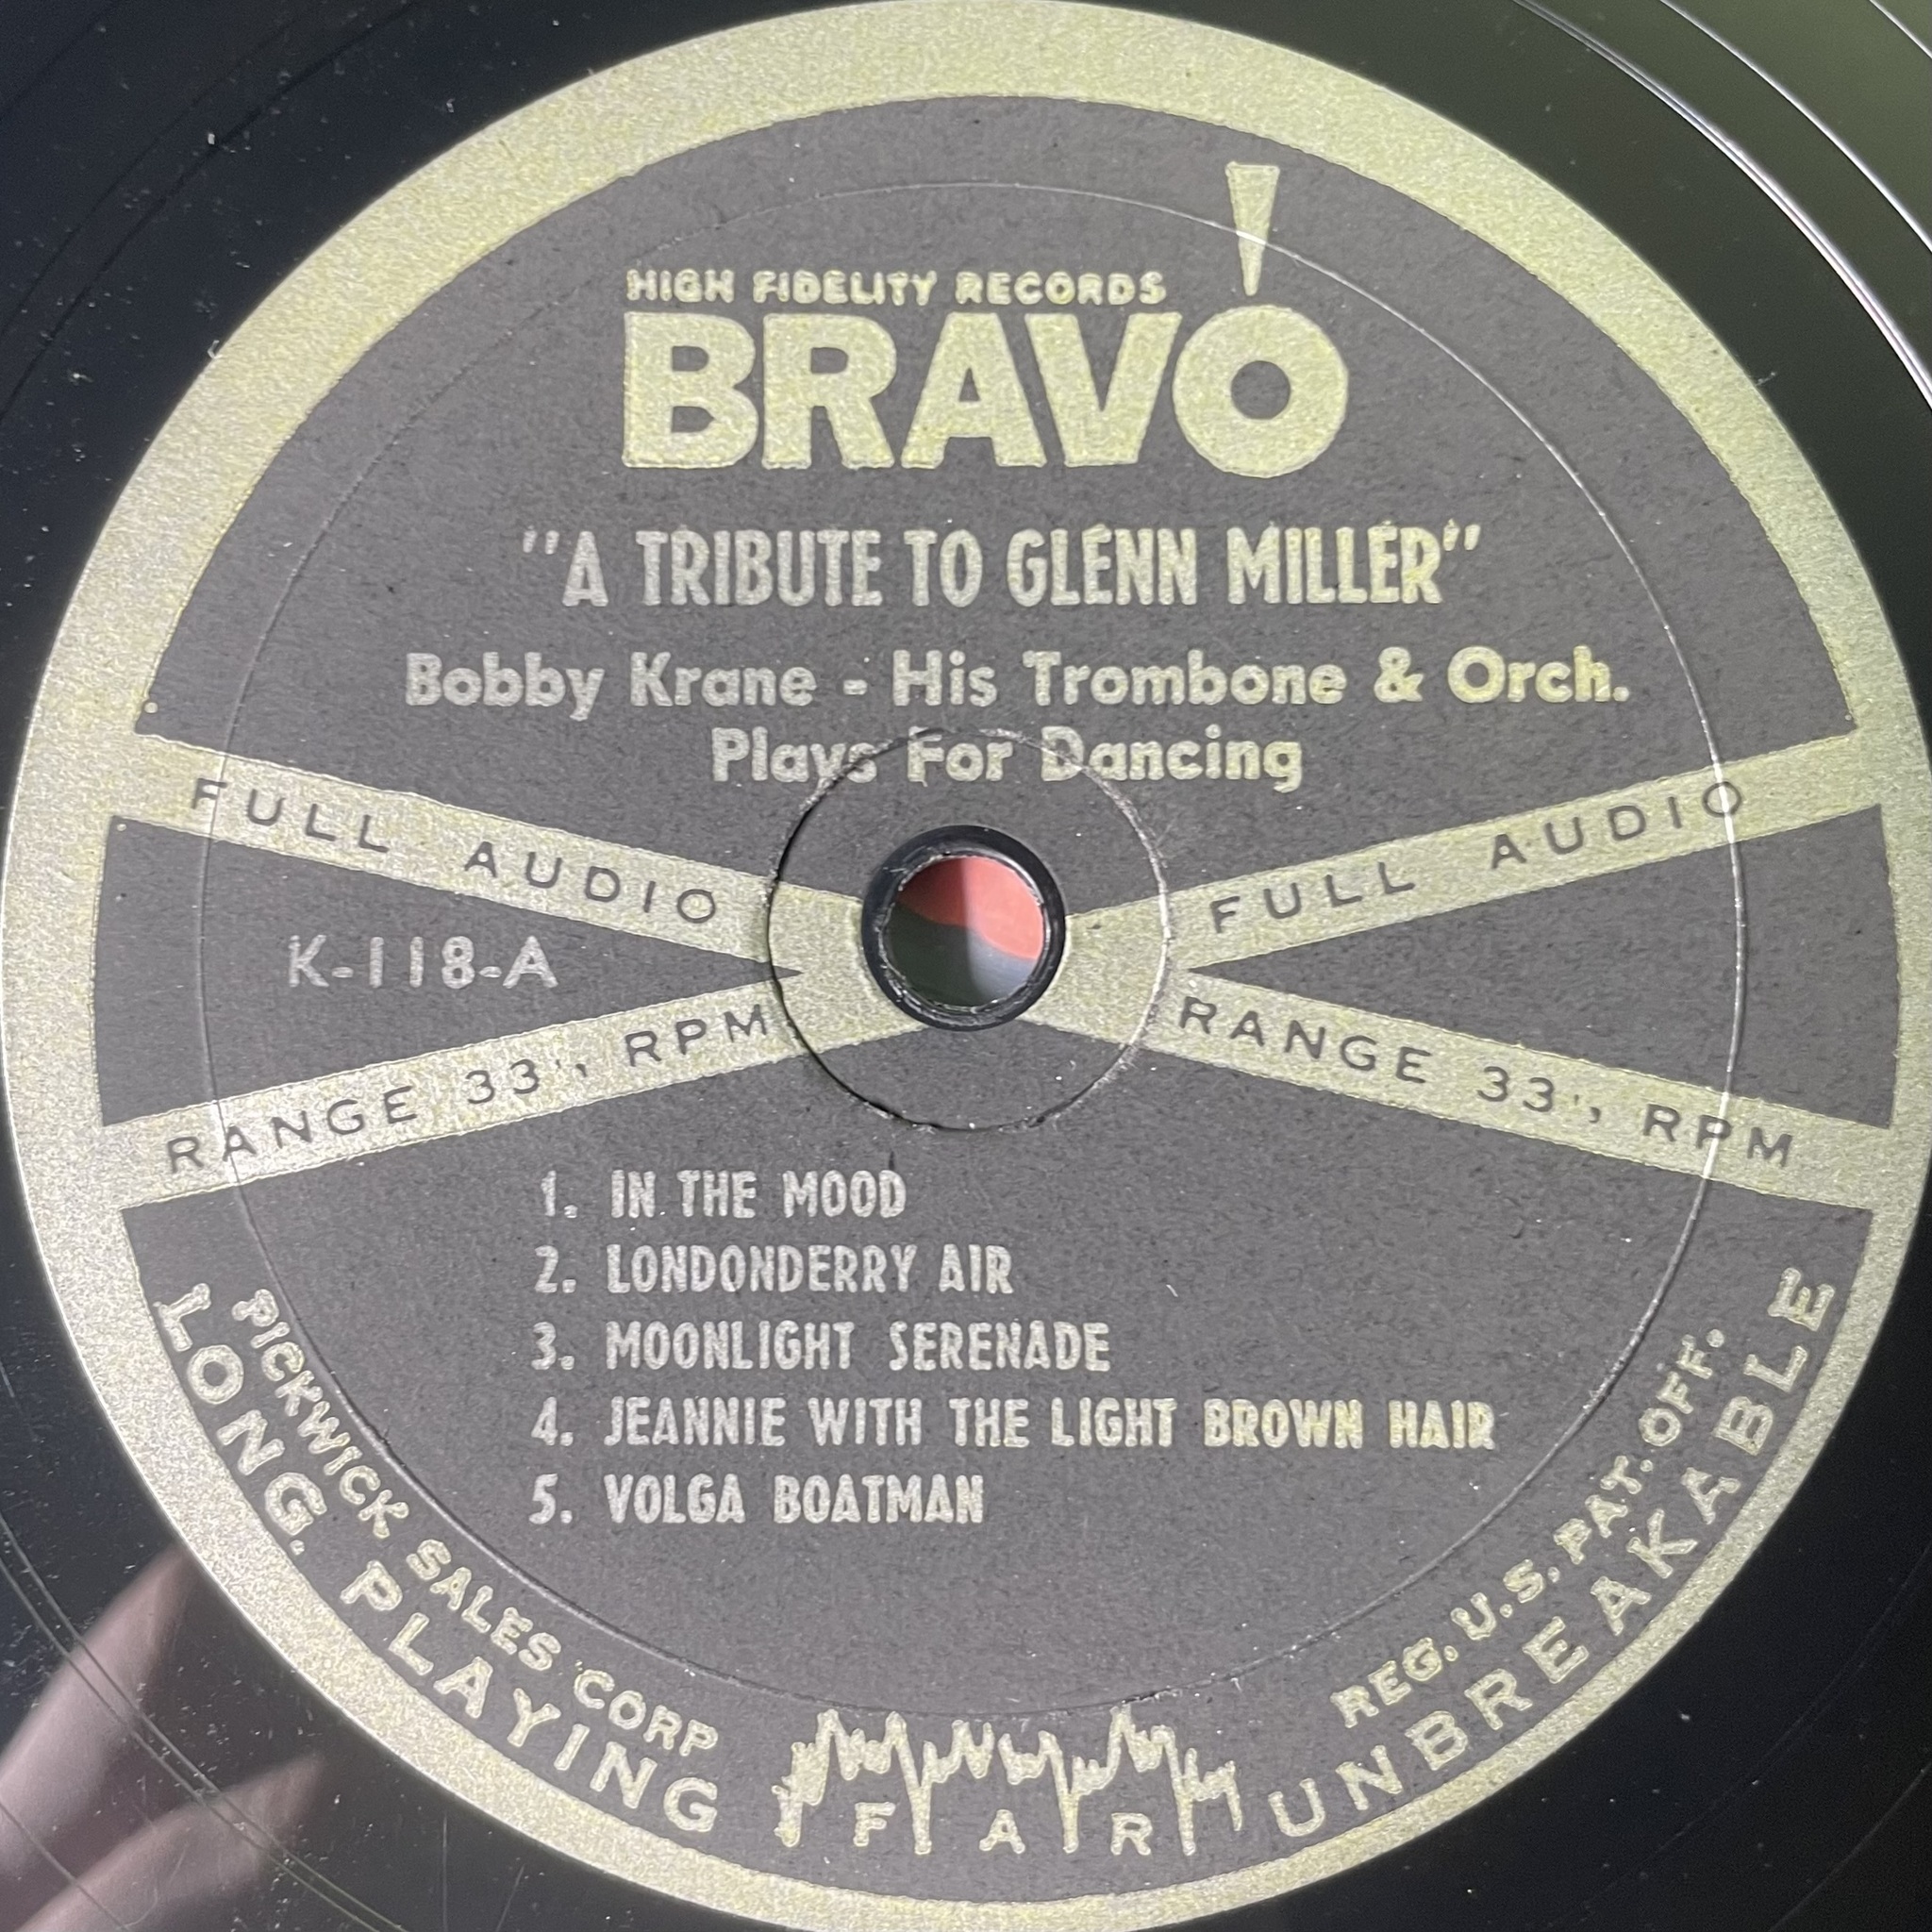 HIGH FIDELITY RECORDS
BRAVO
"A TRIBUTE TO GLENN MILLER"
Bobby Krane - His Trombone & Orch.
Plays For Dancing
FULL AUDIO
FULL AUDIO
K-118-A
RANGE 33⅓ RPM
RANGE 33⅓ RPM
1. IN THE MOOD
2. LONDONDERRY AIR
3. MOONLIGHT SERENADE
4. JEANNIE WITH THE LIGHT BROWN HAIR
5. VOLGA BOATMAN
PICKWICK SALES CORP
REG. U.S. PAT. OFF.
LONG. PLAYING
FAR
UNBREAKABLE